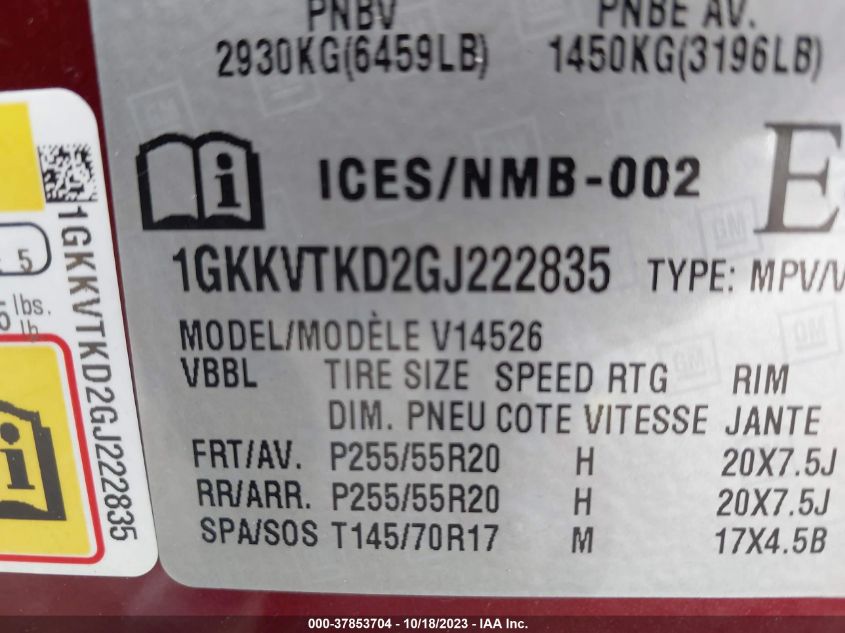 PNBV PNBE AV.
2930KG(6459LB) 1450KG(3196LB)
ICES/NMB-002
1GKKVTKD2GJ222835 TYPE: MPV/
MODEL/MODÈLE V14526
VBBL TIRE SIZE SPEED RTG RIM
DIM. PNEU COTE VITESSE JANTE
FRT/AV. P255/55R20 H 20X7.5J
RR/ARR. P255/55R20 H 20X7.5J
SPA/SOS T145/70R17 M 17X4.5B
1GKKVTKD2GJ222835
5
lbs.
lb
GM
000-37853704 - 10/18/2023 - IAA Inc.